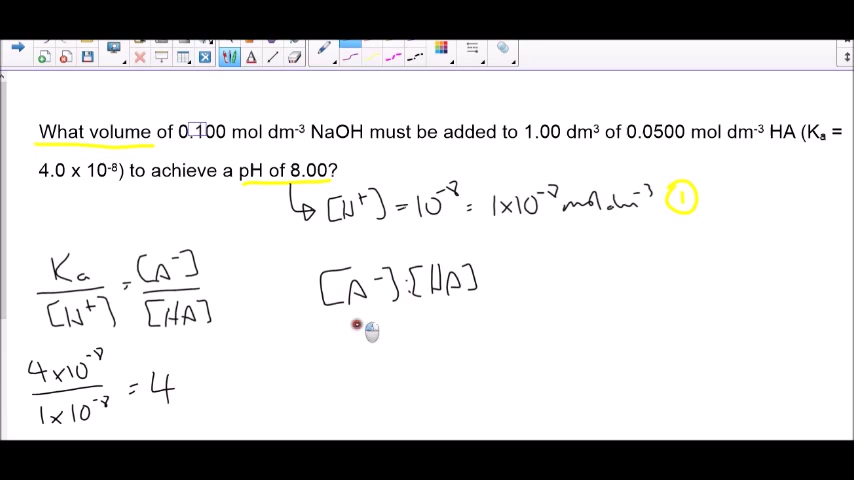 What volume of 0.100 mol dm⁻³ NaOH must be added to 1.00 dm³ of 0.0500 mol dm⁻³ HA (Kₐ =
4.0 x 10⁻⁸) to achieve a pH of 8.00?
[H⁺] = 10⁻⁸ = 1x10⁻⁸ mol dm⁻³ 1
Ka/[H⁺] = [A⁻]/[HA]
[A⁻]:[HA]
4x10⁻⁸/1x10⁻⁸ = 4